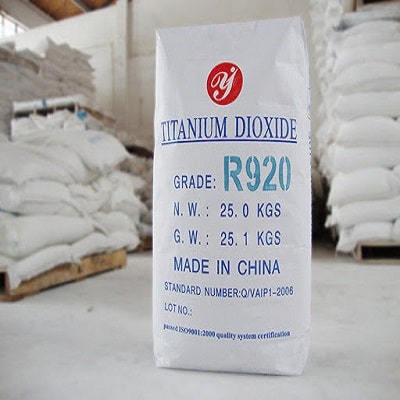 TITANIUM DIOXIDE
GRADE: R920
N. W. : 25.0 KGS
G. W. : 25.1 KGS
MADE IN CHINA
STANDARD NUMBER:Q/VAIP1-2006
LOT NO.:
passed ISO9001:2000 quality system certification